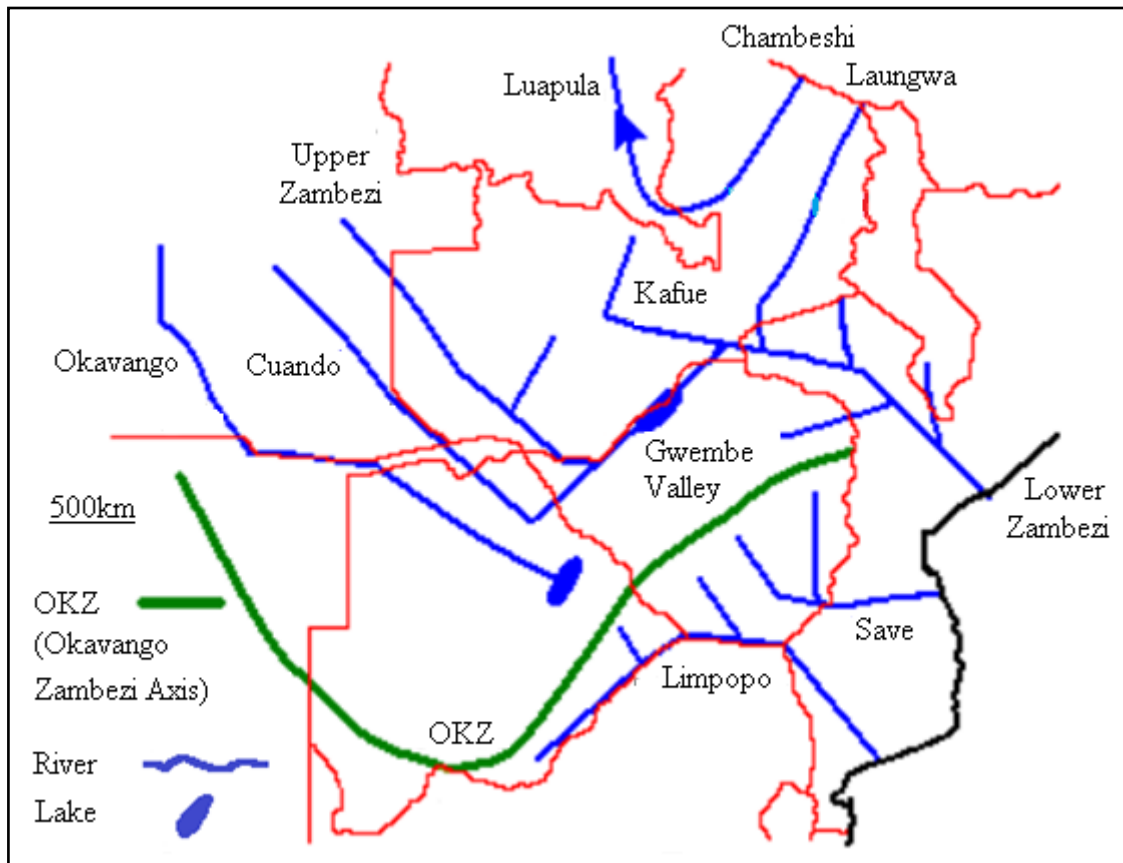 Chambeshi
Luapula
Laungwa
Upper
Zambezi
Kafue
Okavango
Cuando
Gwembe
Valley
Lower
Zambezi
500km
OKZ
(Okavango
Zambezi Axis)
Save
Limpopo
OKZ
River
Lake